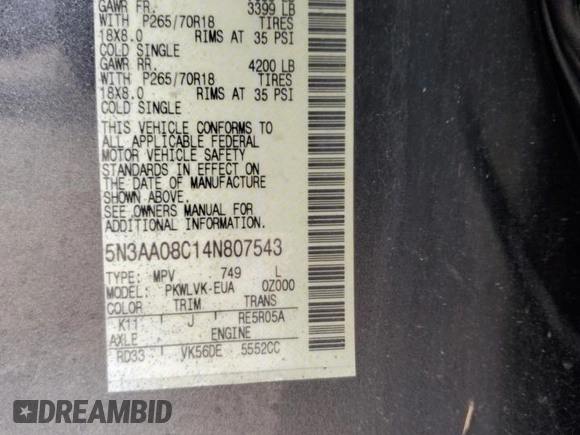 GAWR FR. 3399 LB
WITH P265/70R18 TIRES
18X8.0 RIMS AT 35 PSI
COLD SINGLE
GAWR RR. 4200 LB
WITH P265/70R18 TIRES
18X8.0 RIMS AT 35 PSI
COLD SINGLE
THIS VEHICLE CONFORMS TO
ALL APPLICABLE FEDERAL
MOTOR VEHICLE SAFETY
STANDARDS IN EFFECT ON
THE DATE OF MANUFACTURE
SHOWN ABOVE.
SEE OWNERS MANUAL FOR
ADDITIONAL INFORMATION.
5N3AA08C14N807543
TYPE: MPV 749 L
MODEL: PKWLVK-EUA 0Z000
COLOR TRIM TRANS
K11 J RE5R05A
AXLE ENGINE
RD33 VK56DE 5552CC
DREAMBID